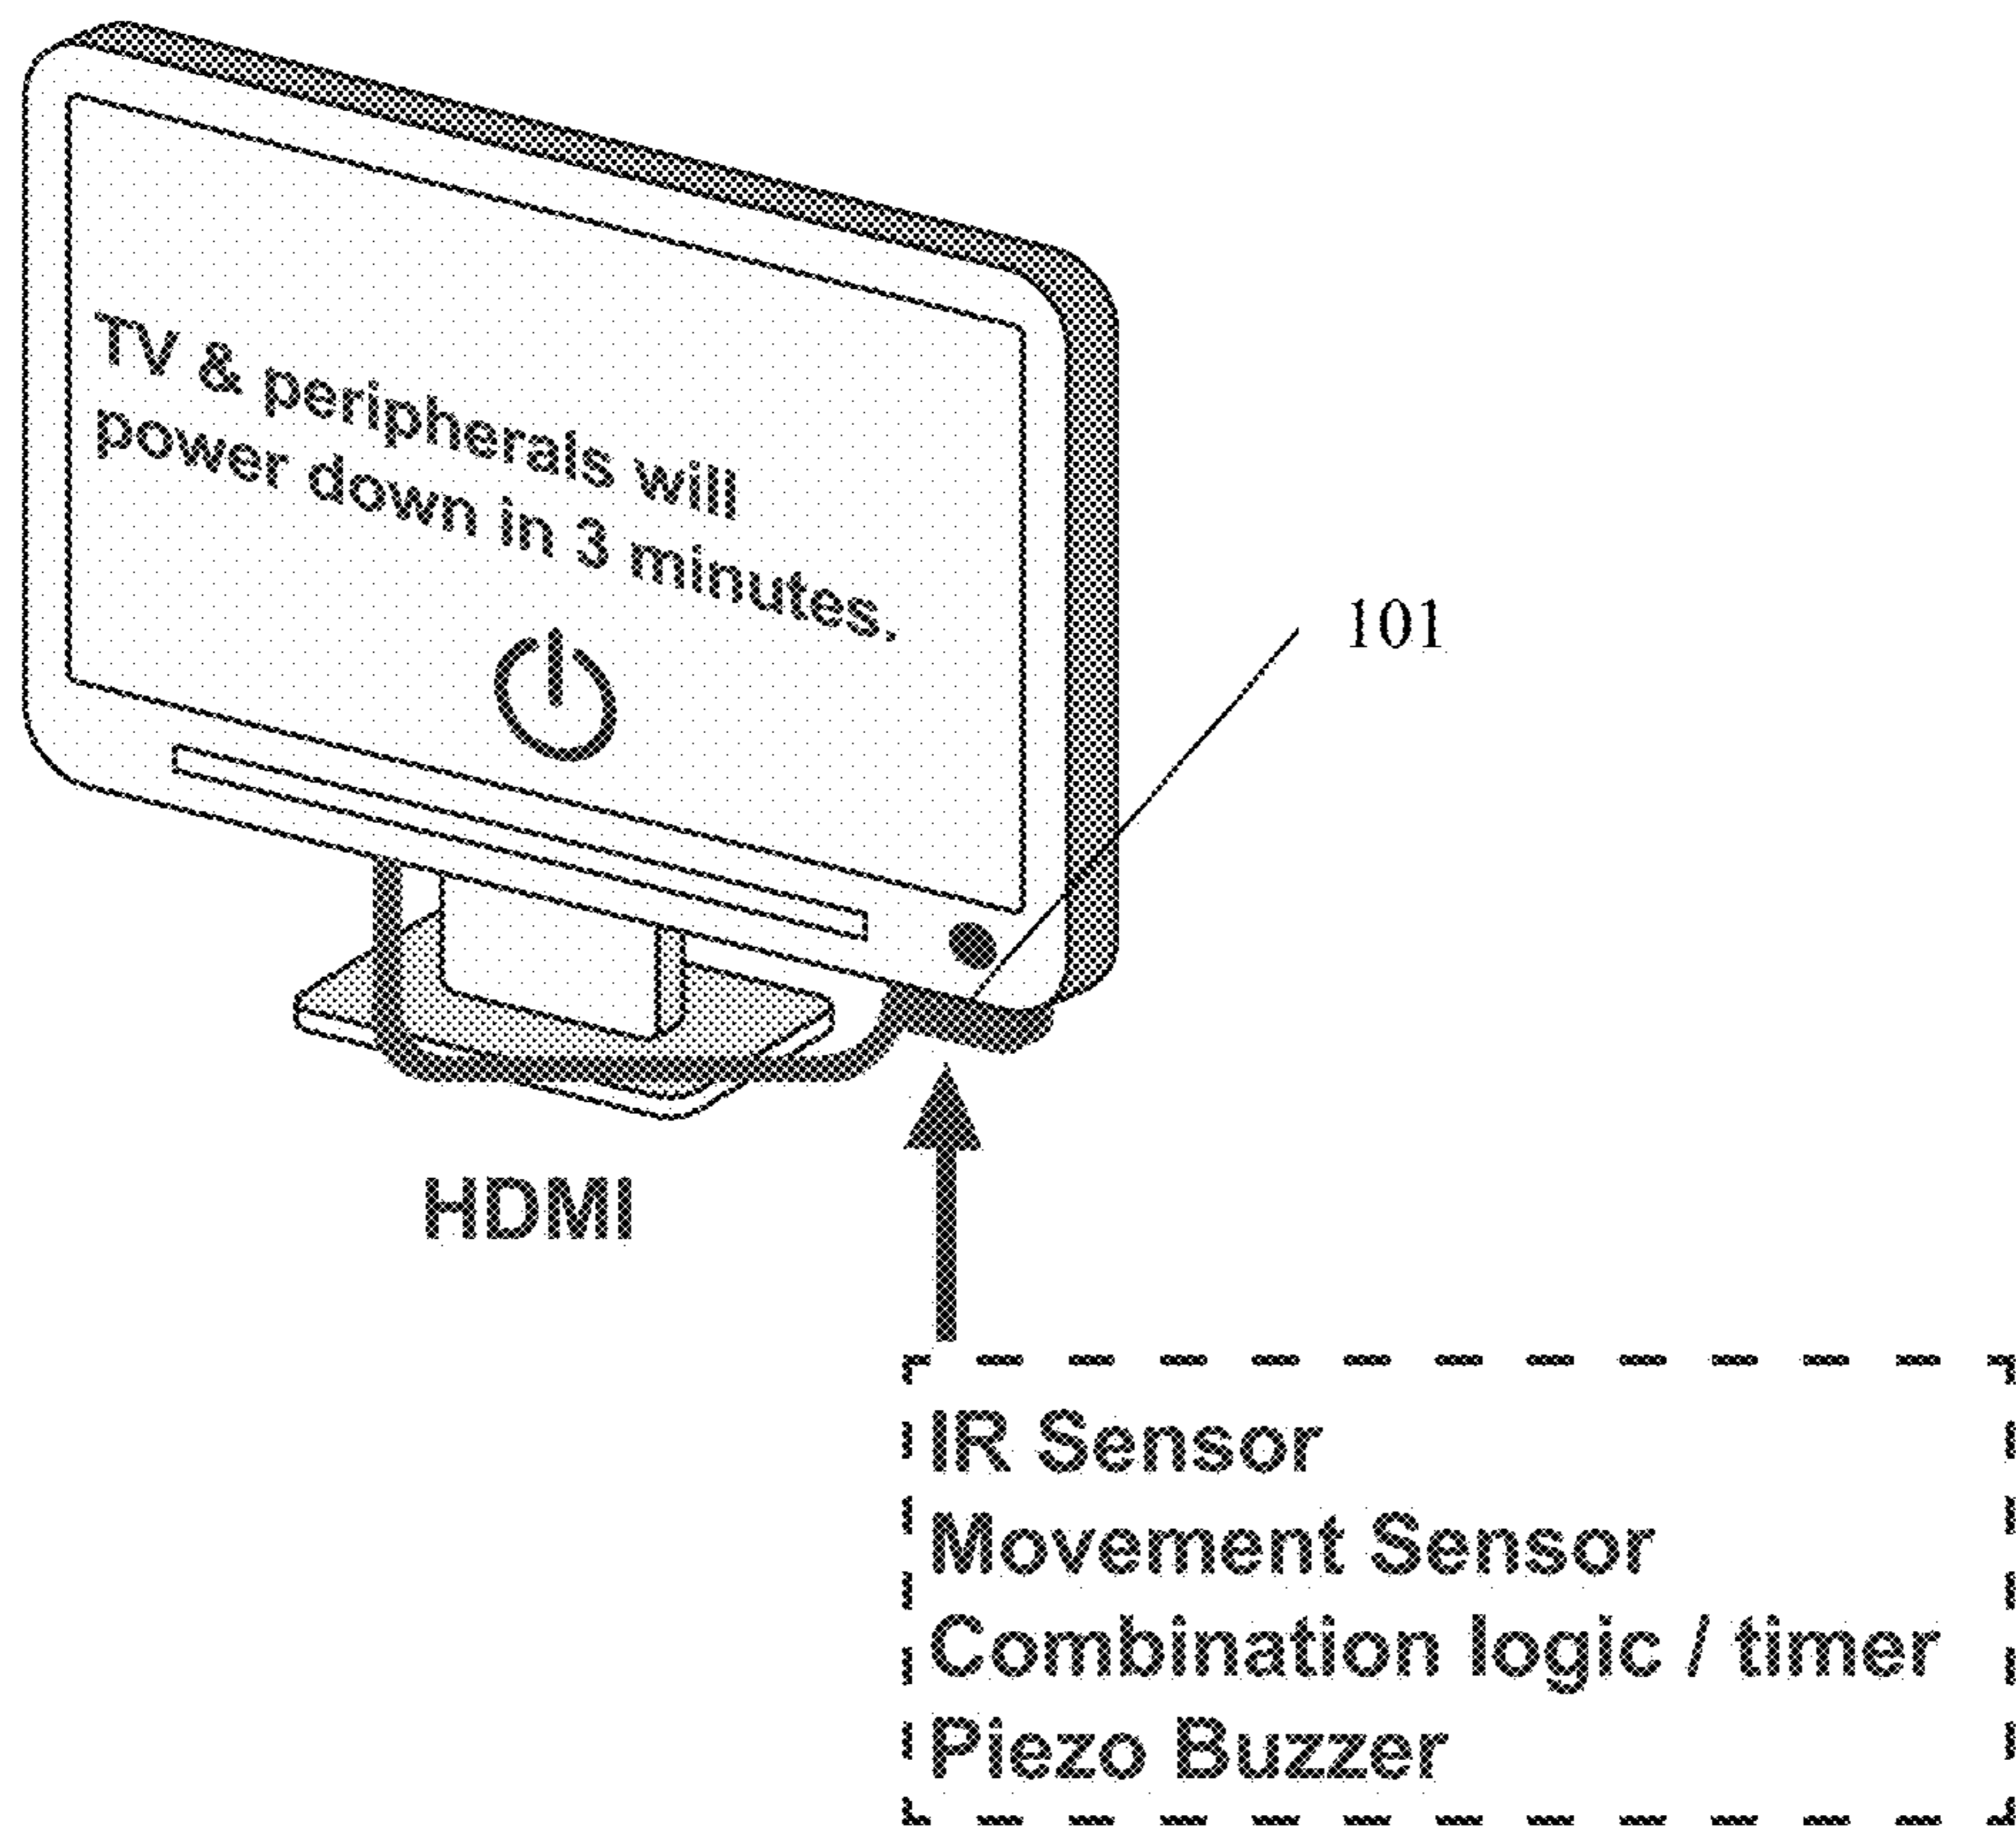 TV & peripherals will
power down in 3 minutes.
101
HDMI
IR Sensor
Movement Sensor
Combination logic / timer
Piezo Buzzer